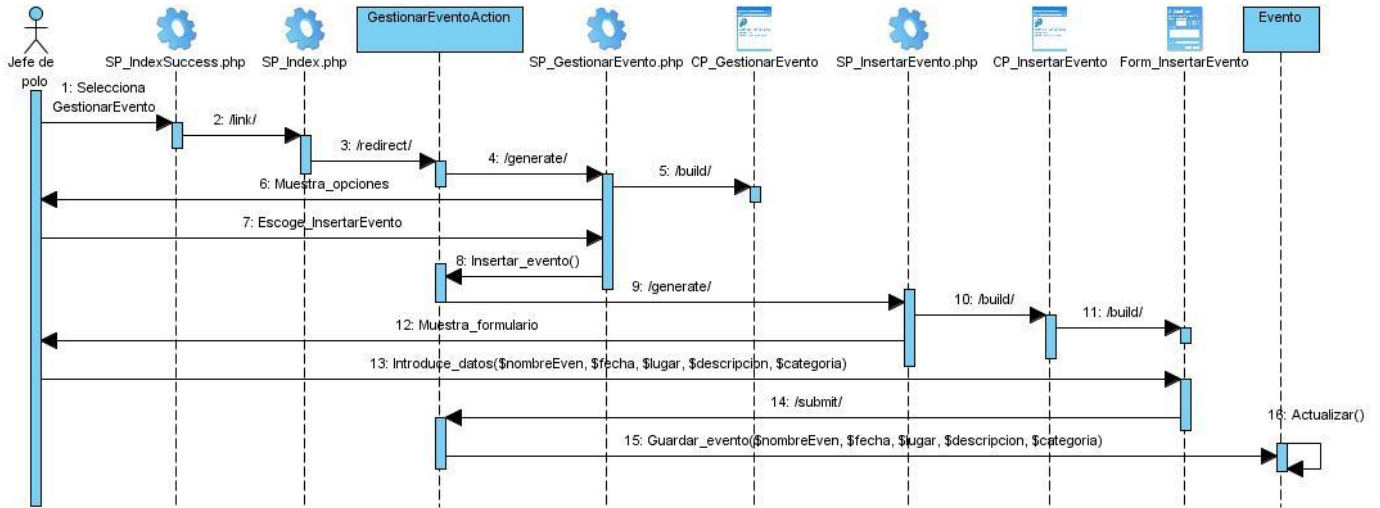 GestionarEventoAction
Evento
Jefe de
polo
SP_IndexSuccess.php
SP_Index.php
SP_GestionarEvento.php
CP_GestionarEvento
SP_InsertarEvento.php
CP_InsertarEvento
Form_InsertarEvento
1: Selecciona
GestionarEvento
2: /link/
3: /redirect/
4: /generate/
5: /build/
6: Muestra_opciones
7: Escoge_InsertarEvento
8: Insertar_evento()
9: /generate/
10: /build/
11: /build/
12: Muestra_formulario
13: Introduce_datos($nombreEven, $fecha, $lugar, $descripcion, $categoria)
14: /submit/
15: Guardar_evento($nombreEven, $fecha, $lugar, $descripcion, $categoria)
16: Actualizar()